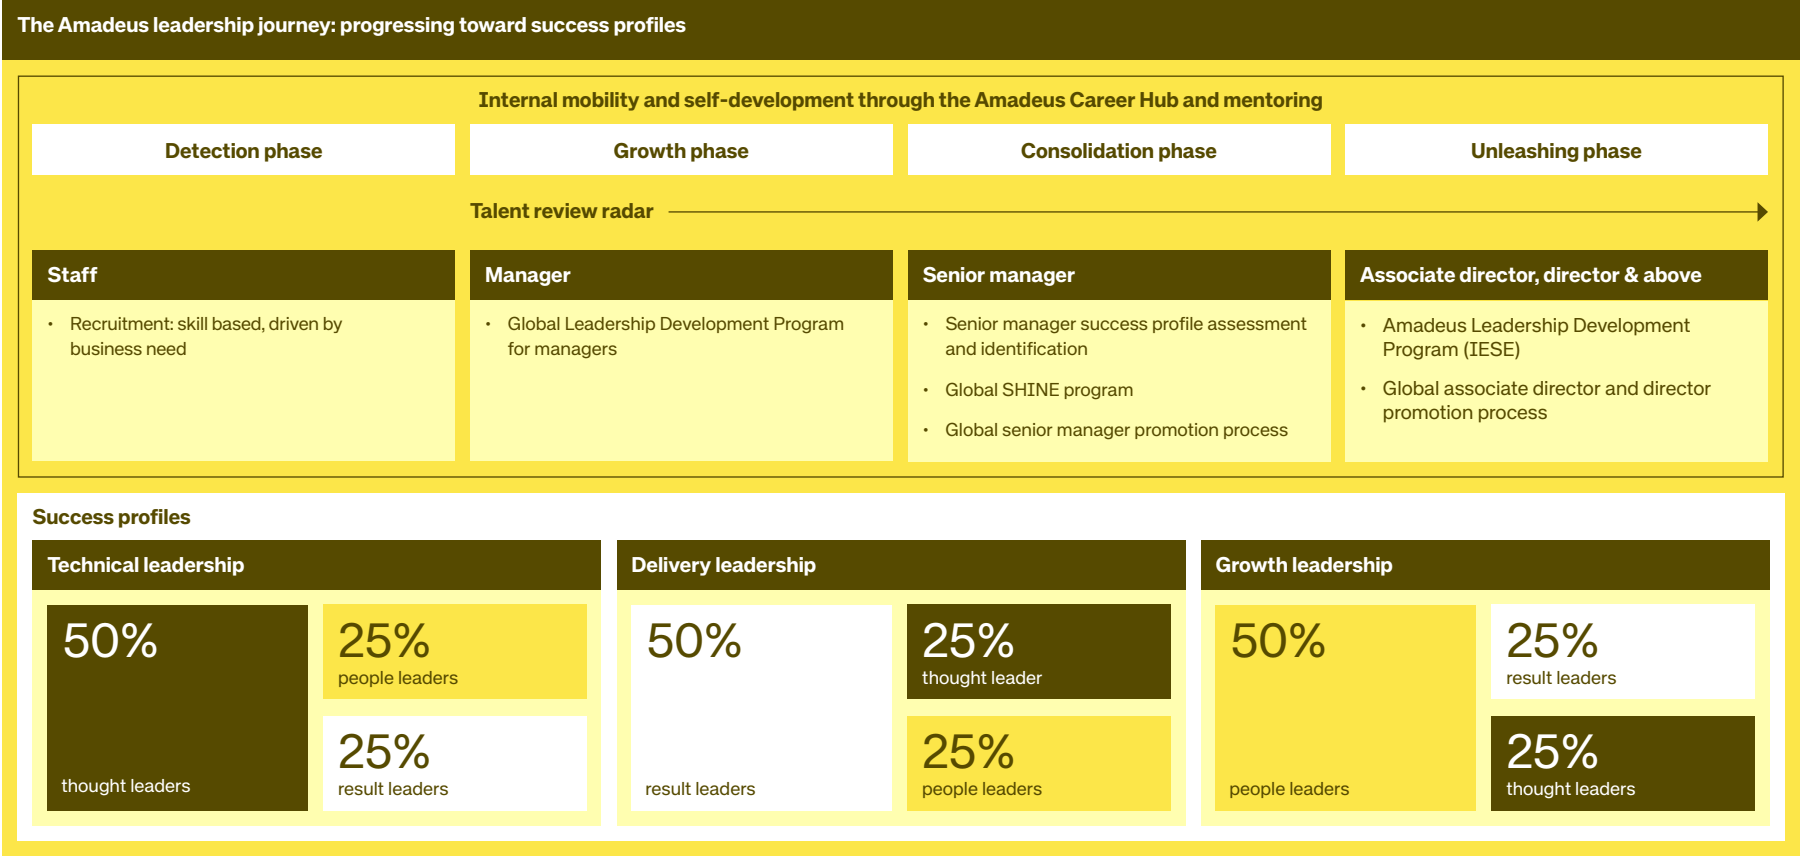 The Amadeus leadership journey: progressing toward success profiles
Internal mobility and self-development through the Amadeus Career Hub and mentoring
Detection phase
Growth phase
Consolidation phase
Unleashing phase
Talent review radar
Staff
• Recruitment: skill based, driven by
business need
Manager
• Global Leadership Development Program
for managers
Senior manager
• Senior manager success profile assessment
and identification
• Global SHINE program
• Global senior manager promotion process
Associate director, director & above
• Amadeus Leadership Development
Program (IESE)
• Global associate director and director
promotion process
Success profiles
Technical leadership
50%
thought leaders
25%
people leaders
25%
result leaders
Delivery leadership
50%
result leaders
25%
thought leader
25%
people leaders
Growth leadership
50%
people leaders
25%
result leaders
25%
thought leaders